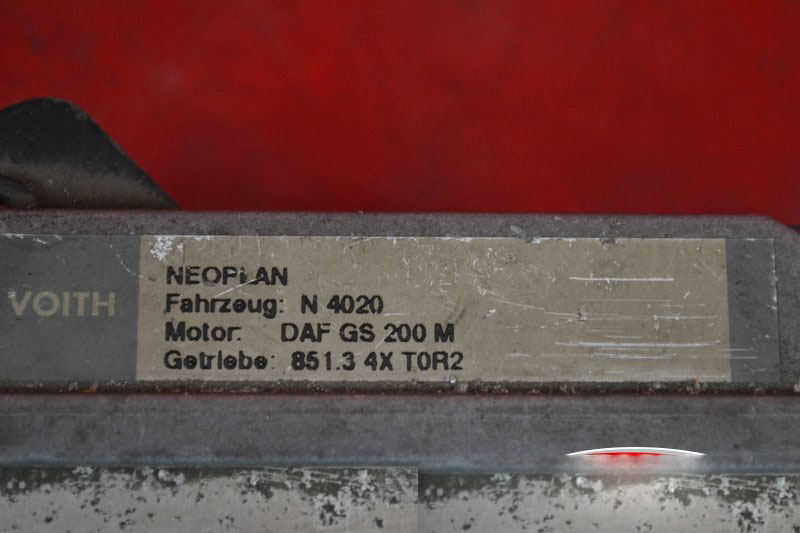 VOITH
NEOPLAN
Fahrzeug: N 4020
Motor: DAF GS 200 M
Getriebe: 851.3 4X T0R2